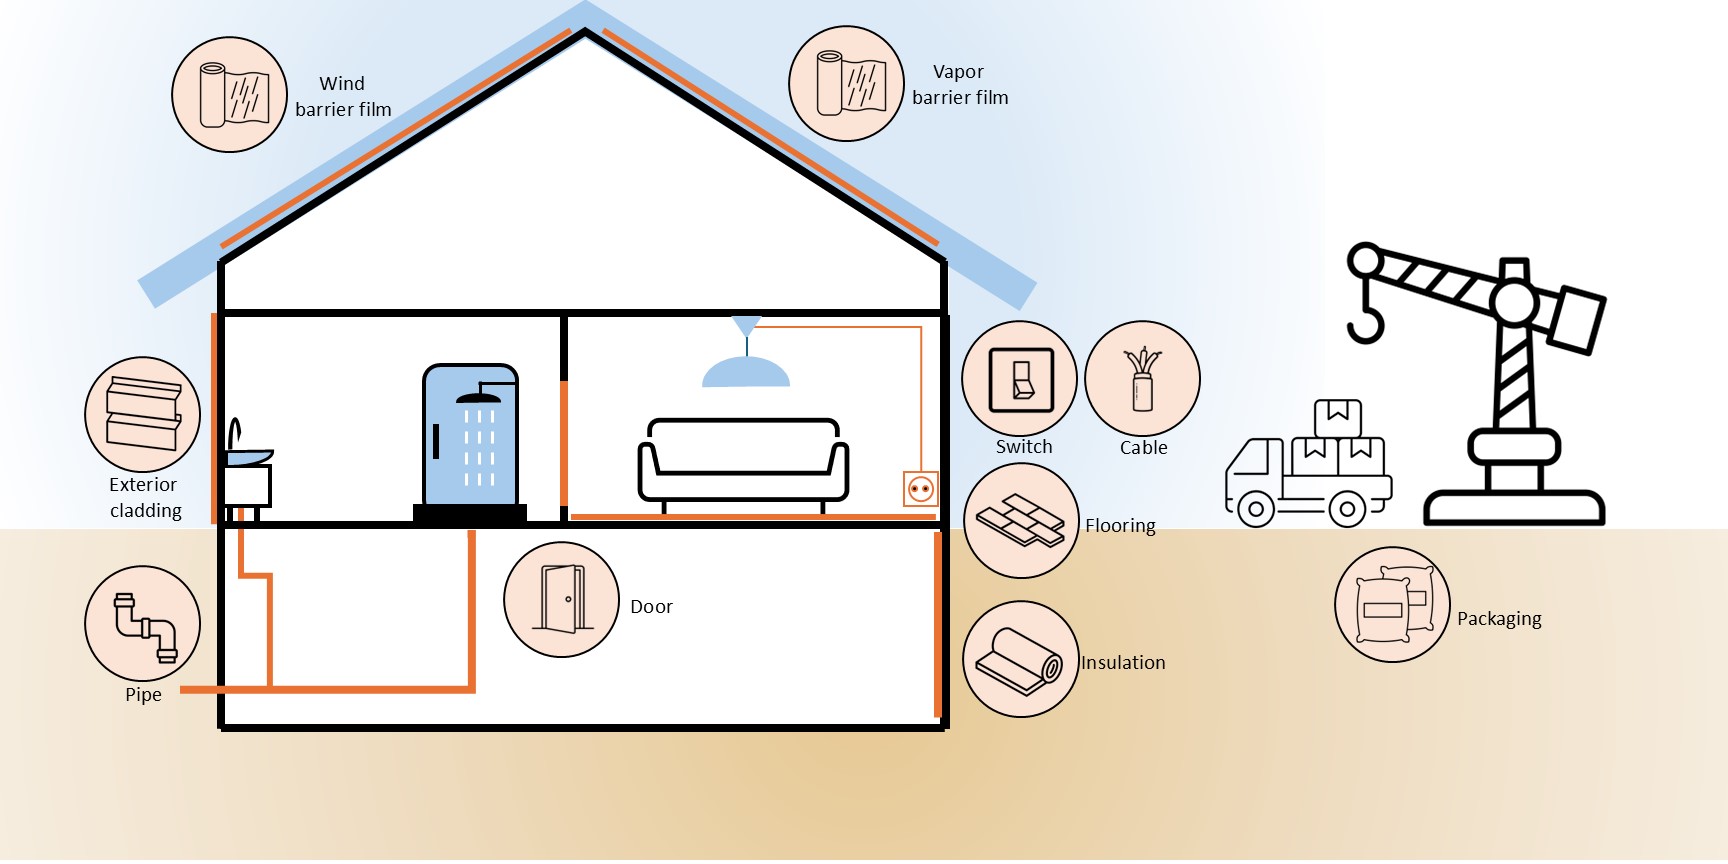 Wind
barrier film
Vapor
barrier film
Switch
Cable
Exterior
cladding
Flooring
Door
Packaging
Insulation
Pipe